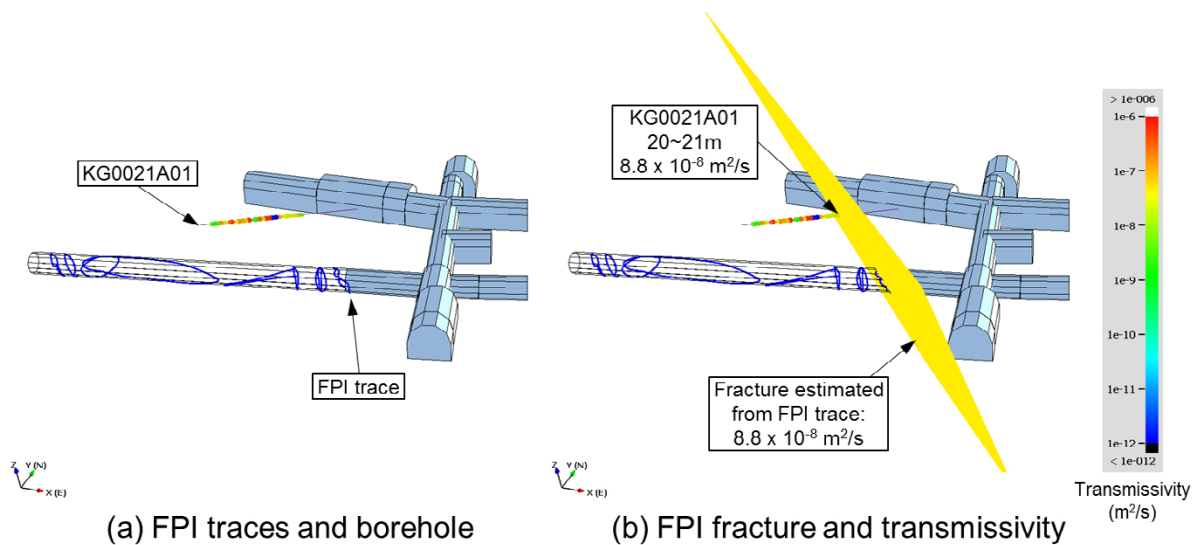 KG0021A01
FPI trace
Z
Y (N)
X (E)
(a) FPI traces and borehole
KG0021A01
20~21m
8.8 x 10⁻⁸ m²/s
Fracture estimated
from FPI trace:
8.8 x 10⁻⁸ m²/s
Z
Y (N)
X (E)
(b) FPI fracture and transmissivity
> 1e-006
1e-6
1e-7
1e-8
1e-9
1e-10
1e-11
1e-12
< 1e-012
Transmissivity
(m²/s)